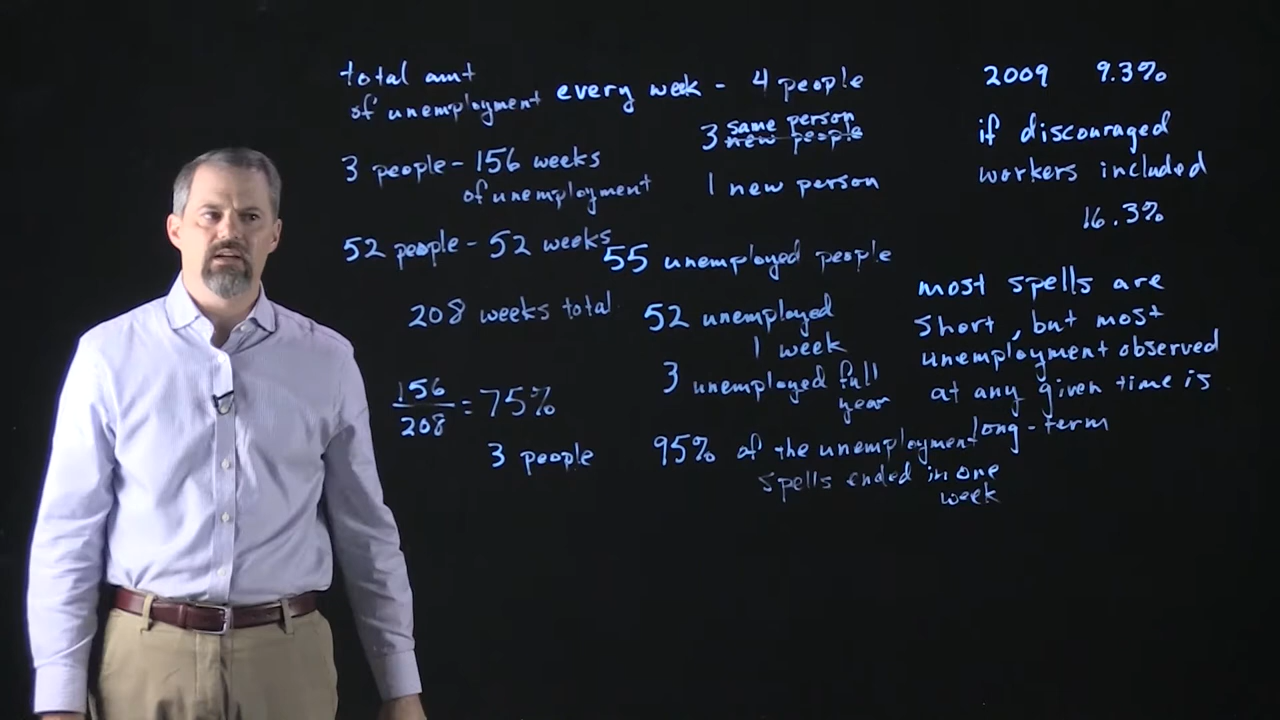 total amt
of unemployment
3 people - 156 weeks
of unemployment
52 people - 52 weeks
208 weeks total
156
208
= 75%
3 people
every week - 4 people
3 same person
new people
1 new person
55 unemployed people
52 unemployed
1 week
3 unemployed full
year
95% of the unemployment
spells ended in one
week
2009 9.3%
if discouraged
workers included
16.3%
most spells are
short, but most
unemployment observed
at any given time is
long-term